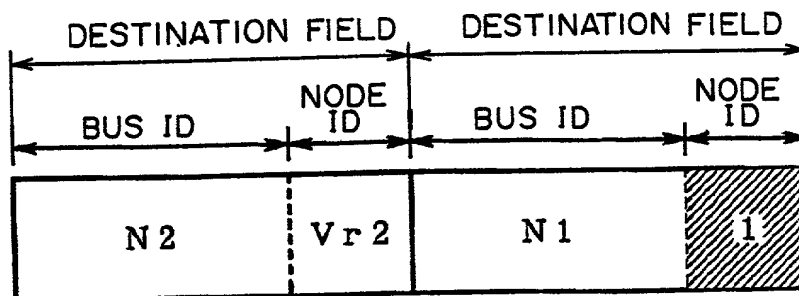 DESTINATION FIELD DESTINATION FIELD
BUS ID NODE ID BUS ID NODE ID
N2 Vr2 N1 1